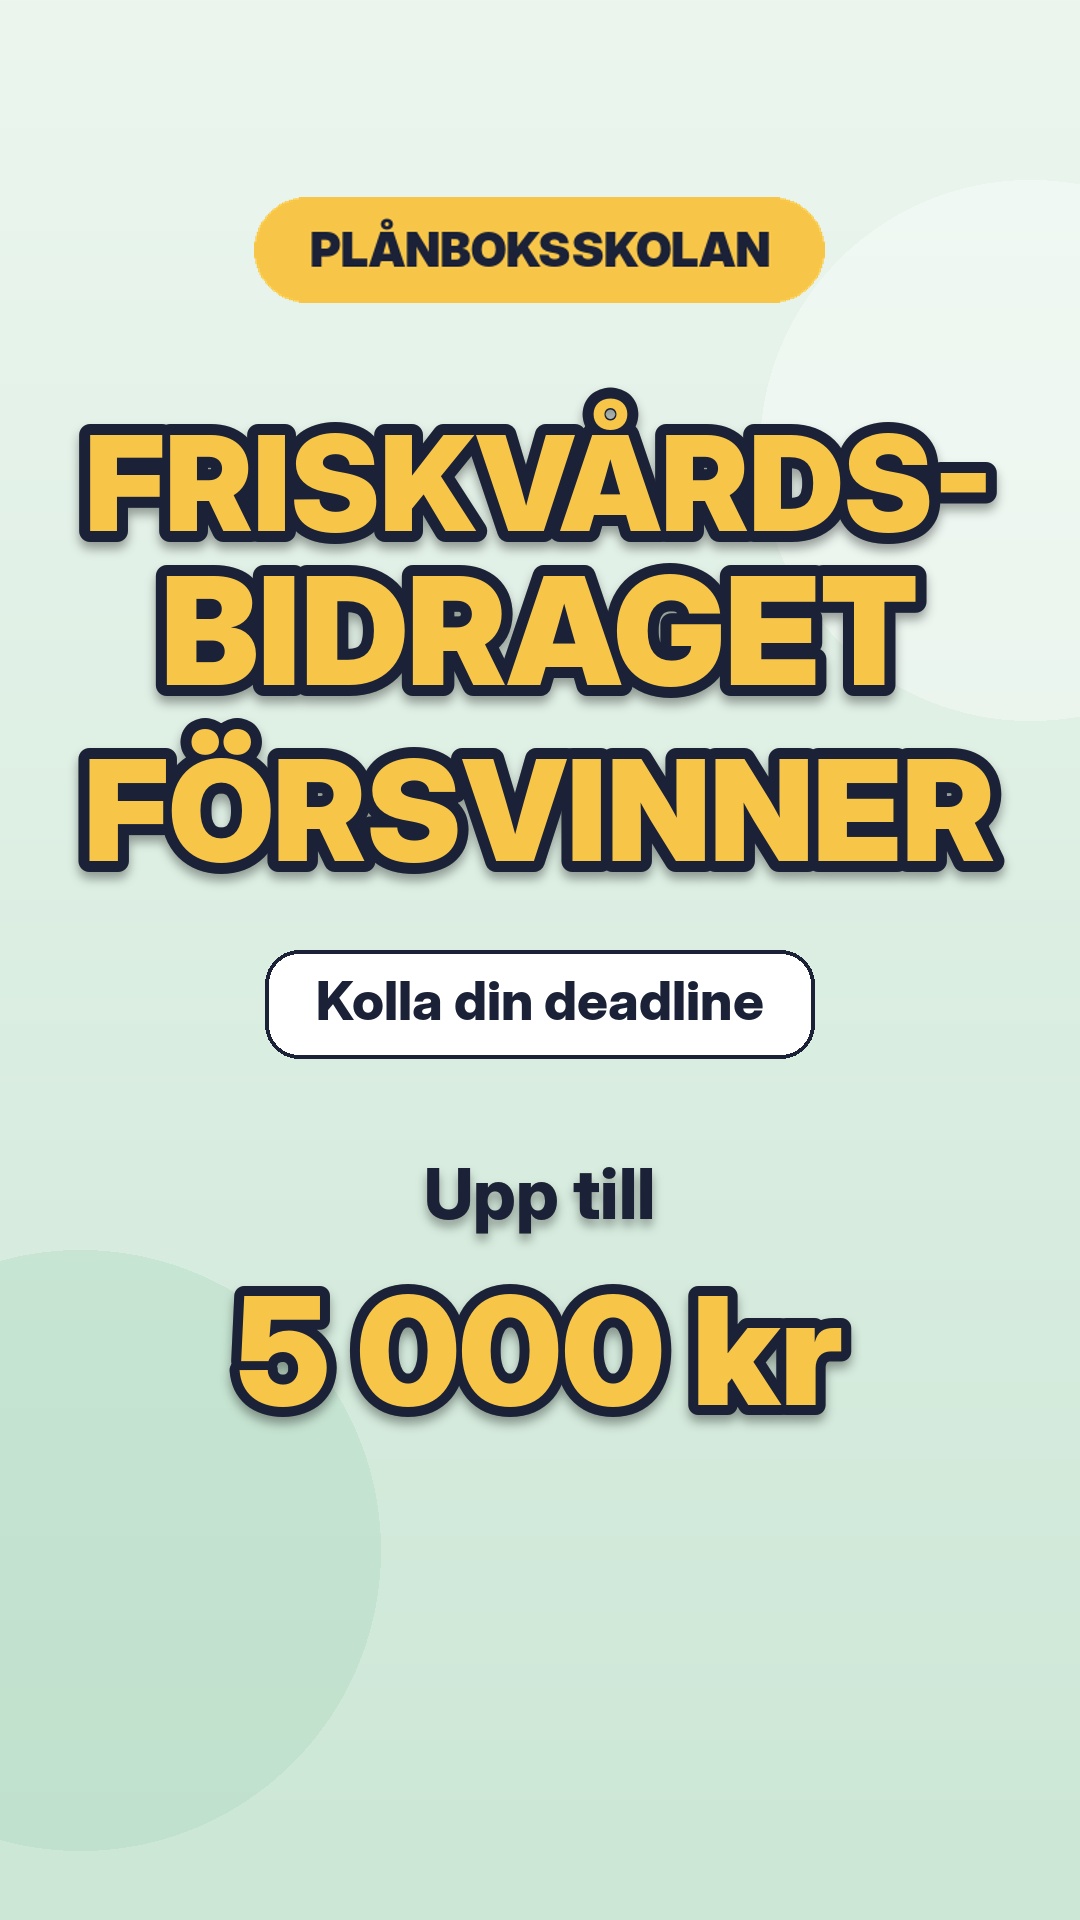 PLÅNBOKSSKOLAN
FRISKVÅRDS-
BIDRAGET
FÖRSVINNER
Kolla din deadline
Upp till
5 000 kr